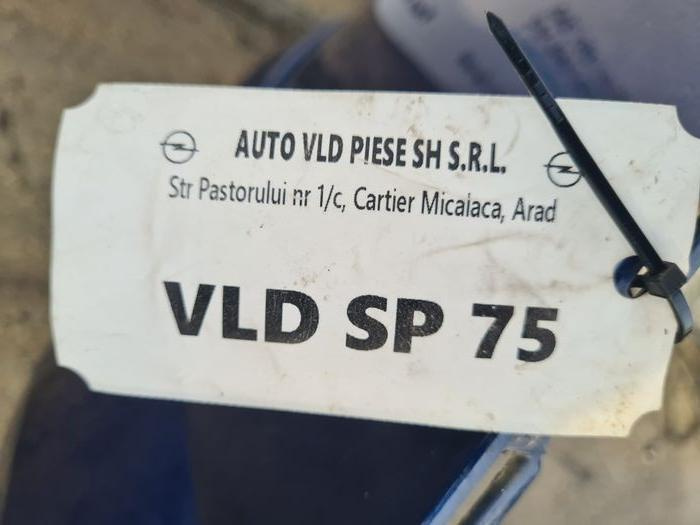 AUTO VLD PIESE SH S.R.L.
Str Pastorului nr 1/c, Cartier Micalaca, Arad
VLD SP 75